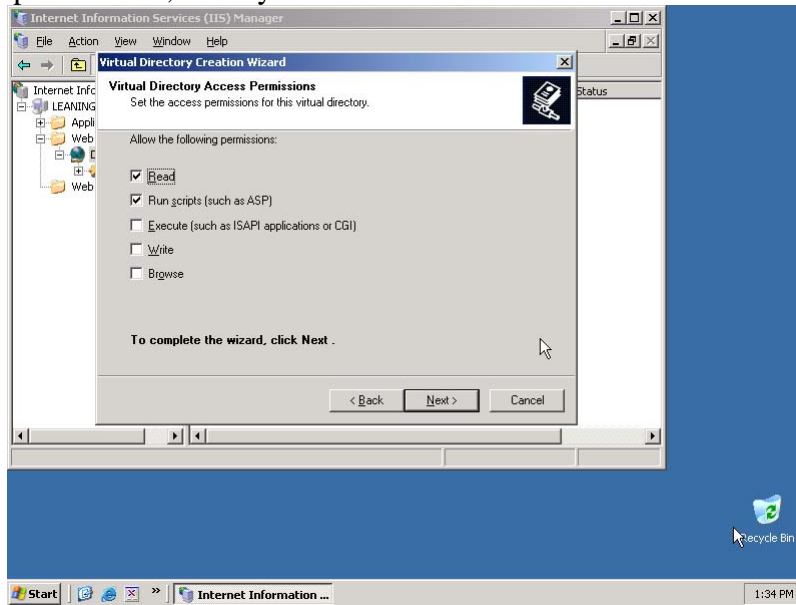 Internet Information Services (IIS) Manager
File Action View Window Help
Virtual Directory Creation Wizard
Virtual Directory Access Permissions
Set the access permissions for this virtual directory.
Internet Info
Status
LEANING
Appli
Web
D
Web
Allow the following permissions:
Read
Run scripts (such as ASP)
Execute (such as ISAPI applications or CGI)
Write
Browse
To complete the wizard, click Next .
< Back Next > Cancel
Recycle Bin
Start » Internet Information ... 1:34 PM